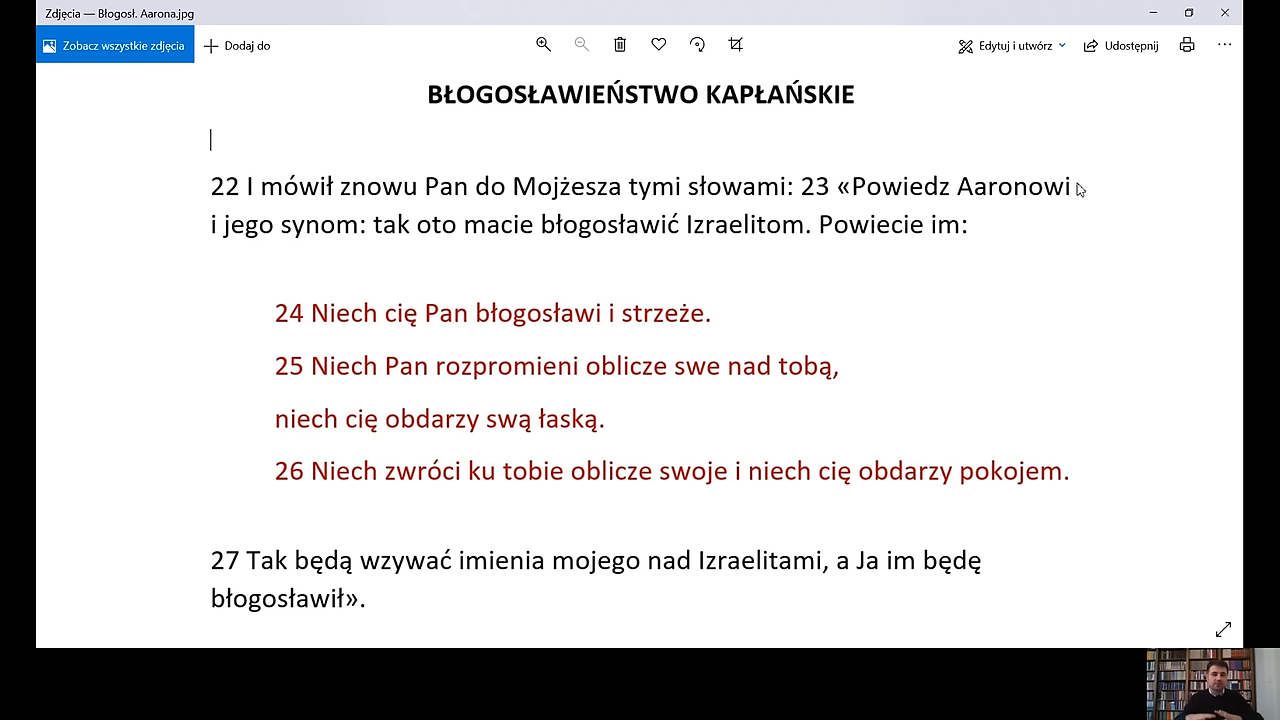 Zdjęcia — Błogosł. Aarona.jpg
Zobacz wszystkie zdjęcia
Dodaj do
Edytuj i utwórz
Udostępnij
BŁOGOSŁAWIEŃSTWO KAPŁAŃSKIE
22 I mówił znowu Pan do Mojżesza tymi słowami: 23 «Powiedz Aaronowi
i jego synom: tak oto macie błogosławić Izraelitom. Powiecie im:
24 Niech cię Pan błogosławi i strzeże.
25 Niech Pan rozpromieni oblicze swe nad tobą,
niech cię obdarzy swą łaską.
26 Niech zwróci ku tobie oblicze swoje i niech cię obdarzy pokojem.
27 Tak będą wzywać imienia mojego nad Izraelitami, a Ja im będę
błogosławił».